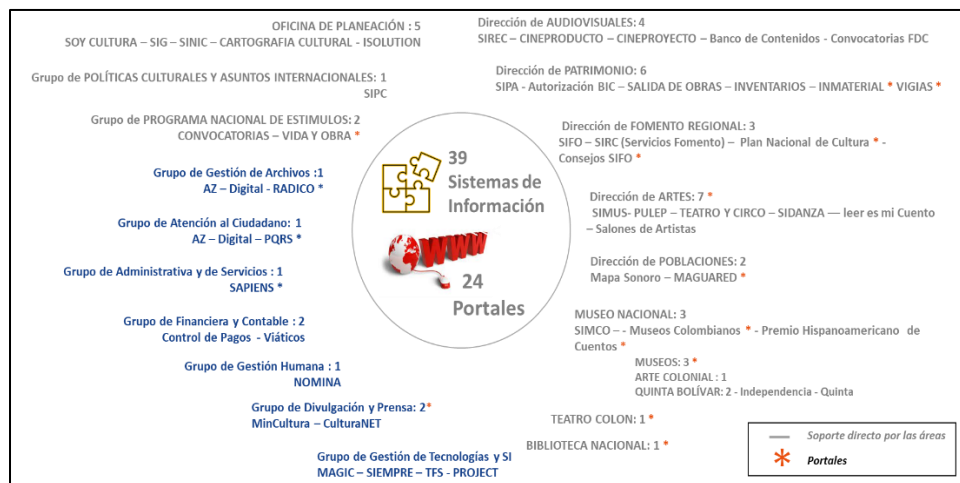 OFICINA DE PLANEACIÓN : 5
SOY CULTURA – SIG – SINIC – CARTOGRAFIA CULTURAL - ISOLUTION
Grupo de POLÍTICAS CULTURALES Y ASUNTOS INTERNACIONALES: 1
SIPC
Grupo de PROGRAMA NACIONAL DE ESTIMULOS: 2
CONVOCATORIAS – VIDA Y OBRA *
Grupo de Gestión de Archivos :1
AZ – Digital - RADICO *
Grupo de Atención al Ciudadano: 1
AZ – Digital – PQRS *
Grupo de Administrativa y de Servicios : 1
SAPIENS *
Grupo de Financiera y Contable : 2
Control de Pagos - Viáticos
Grupo de Gestión Humana : 1
NOMINA
Grupo de Divulgación y Prensa: 2*
MinCultura – CulturaNET
Grupo de Gestión de Tecnologías y SI
MAGIC – SIEMPRE – TFS - PROJECT
39
Sistemas de
Información
WWW
24
Portales
Dirección de AUDIOVISUALES: 4
SIREC – CINEPRODUCTO – CINEPROYECTO – Banco de Contenidos - Convocatorias FDC
Dirección de PATRIMONIO: 6
SIPA - Autorización BIC – SALIDA DE OBRAS – INVENTARIOS – INMATERIAL * VIGIAS *
Dirección de FOMENTO REGIONAL: 3
SIFO – SIRC (Servicios Fomento) – Plan Nacional de Cultura * -
Consejos SIFO *
Dirección de ARTES: 7 *
SIMUS- PULEP – TEATRO Y CIRCO – SIDANZA –– leer es mi Cuento
– Salones de Artistas
Dirección de POBLACIONES: 2
Mapa Sonoro – MAGUARED *
MUSEO NACIONAL: 3
SIMCO – - Museos Colombianos * - Premio Hispanoamericano de
Cuentos *
MUSEOS: 3 *
ARTE COLONIAL : 1
QUINTA BOLÍVAR: 2 - Independencia - Quinta
TEATRO COLON: 1 *
BIBLIOTECA NACIONAL: 1 *
Soporte directo por las áreas
* Portales